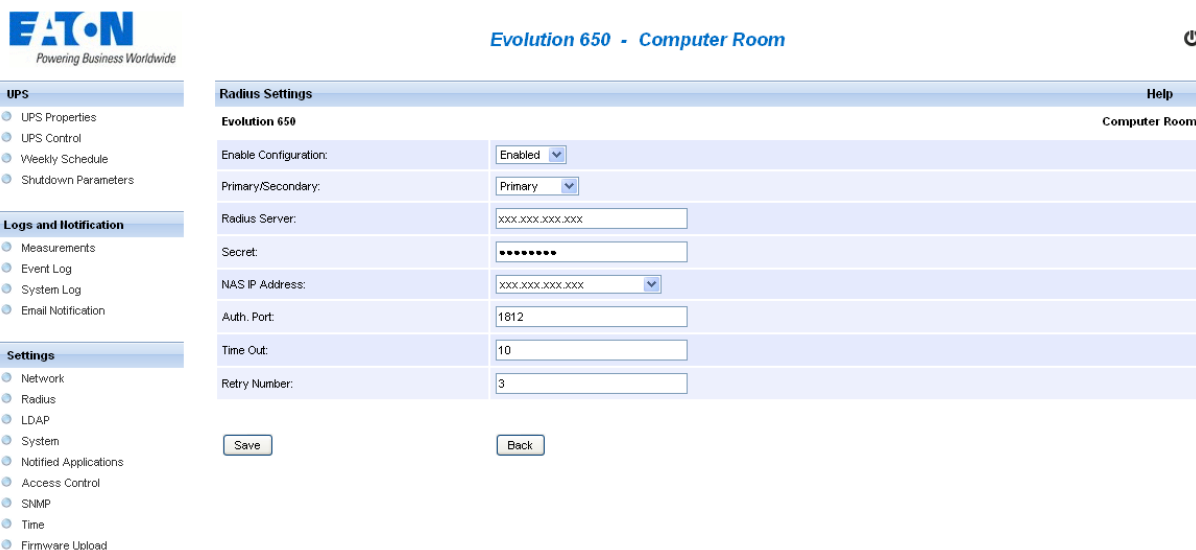 EATON
Powering Business Worldwide
Evolution 650 - Computer Room
UPS
UPS Properties
UPS Control
Weekly Schedule
Shutdown Parameters
Logs and Notification
Measurements
Event Log
System Log
Email Notification
Settings
Network
Radius
LDAP
System
Notified Applications
Access Control
SNMP
Time
Firmware Upload
Radius Settings Help
Evolution 650 Computer Room
Enable Configuration: Enabled
Primary/Secondary: Primary
Radius Server: xxx.xxx.xxx.xxx
Secret: ••••••••
NAS IP Address: xxx.xxx.xxx.xxx
Auth. Port: 1812
Time Out: 10
Retry Number: 3
Save Back